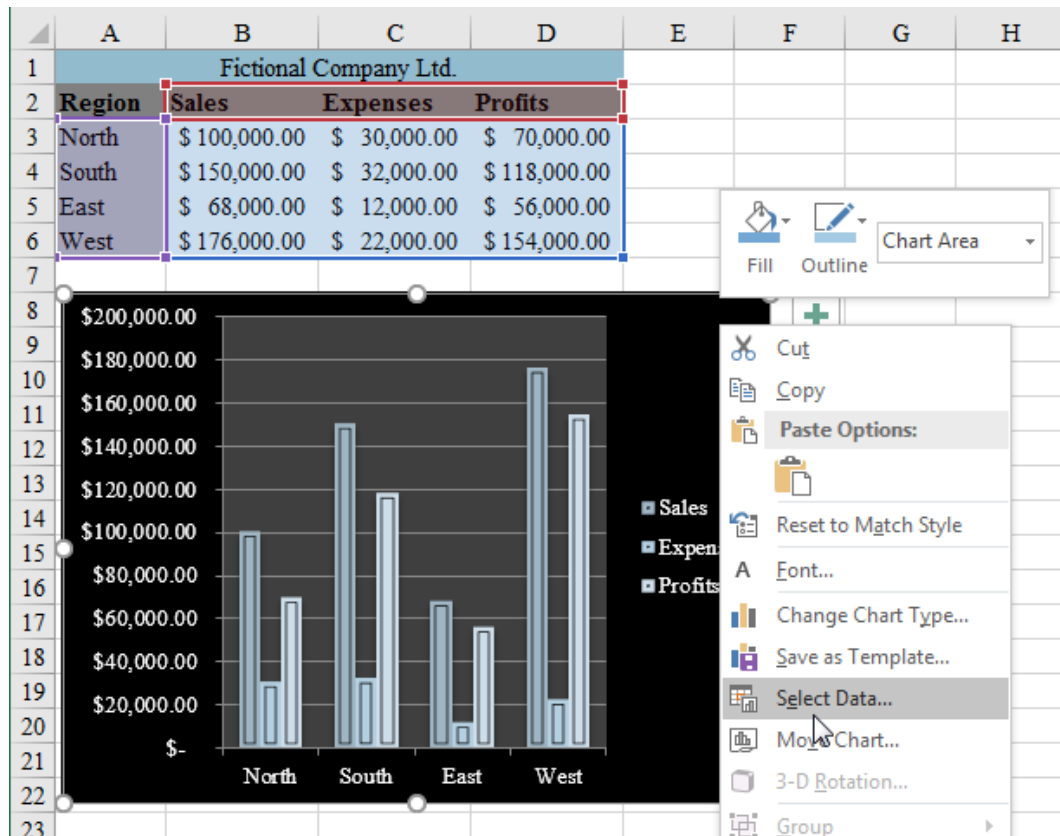 A B C D E F G H
1 Fictional Company Ltd.
2 Region Sales Expenses Profits
3 North $ 100,000.00 $ 30,000.00 $ 70,000.00
4 South $ 150,000.00 $ 32,000.00 $ 118,000.00
5 East $ 68,000.00 $ 12,000.00 $ 56,000.00
6 West $ 176,000.00 $ 22,000.00 $ 154,000.00
7
8
9
10
11
12
13
14
15
16
17
18
19
20
21
22
23
Fill Outline Chart Area
$200,000.00
$180,000.00
$160,000.00
$140,000.00
$120,000.00
$100,000.00
$80,000.00
$60,000.00
$40,000.00
$20,000.00
$-
North South East West
Sales
Expen
Profits
Cut
Copy
Paste Options:
Reset to Match Style
A Font...
Change Chart Type...
Save as Template...
Select Data...
Move Chart...
3-D Rotation...
Group